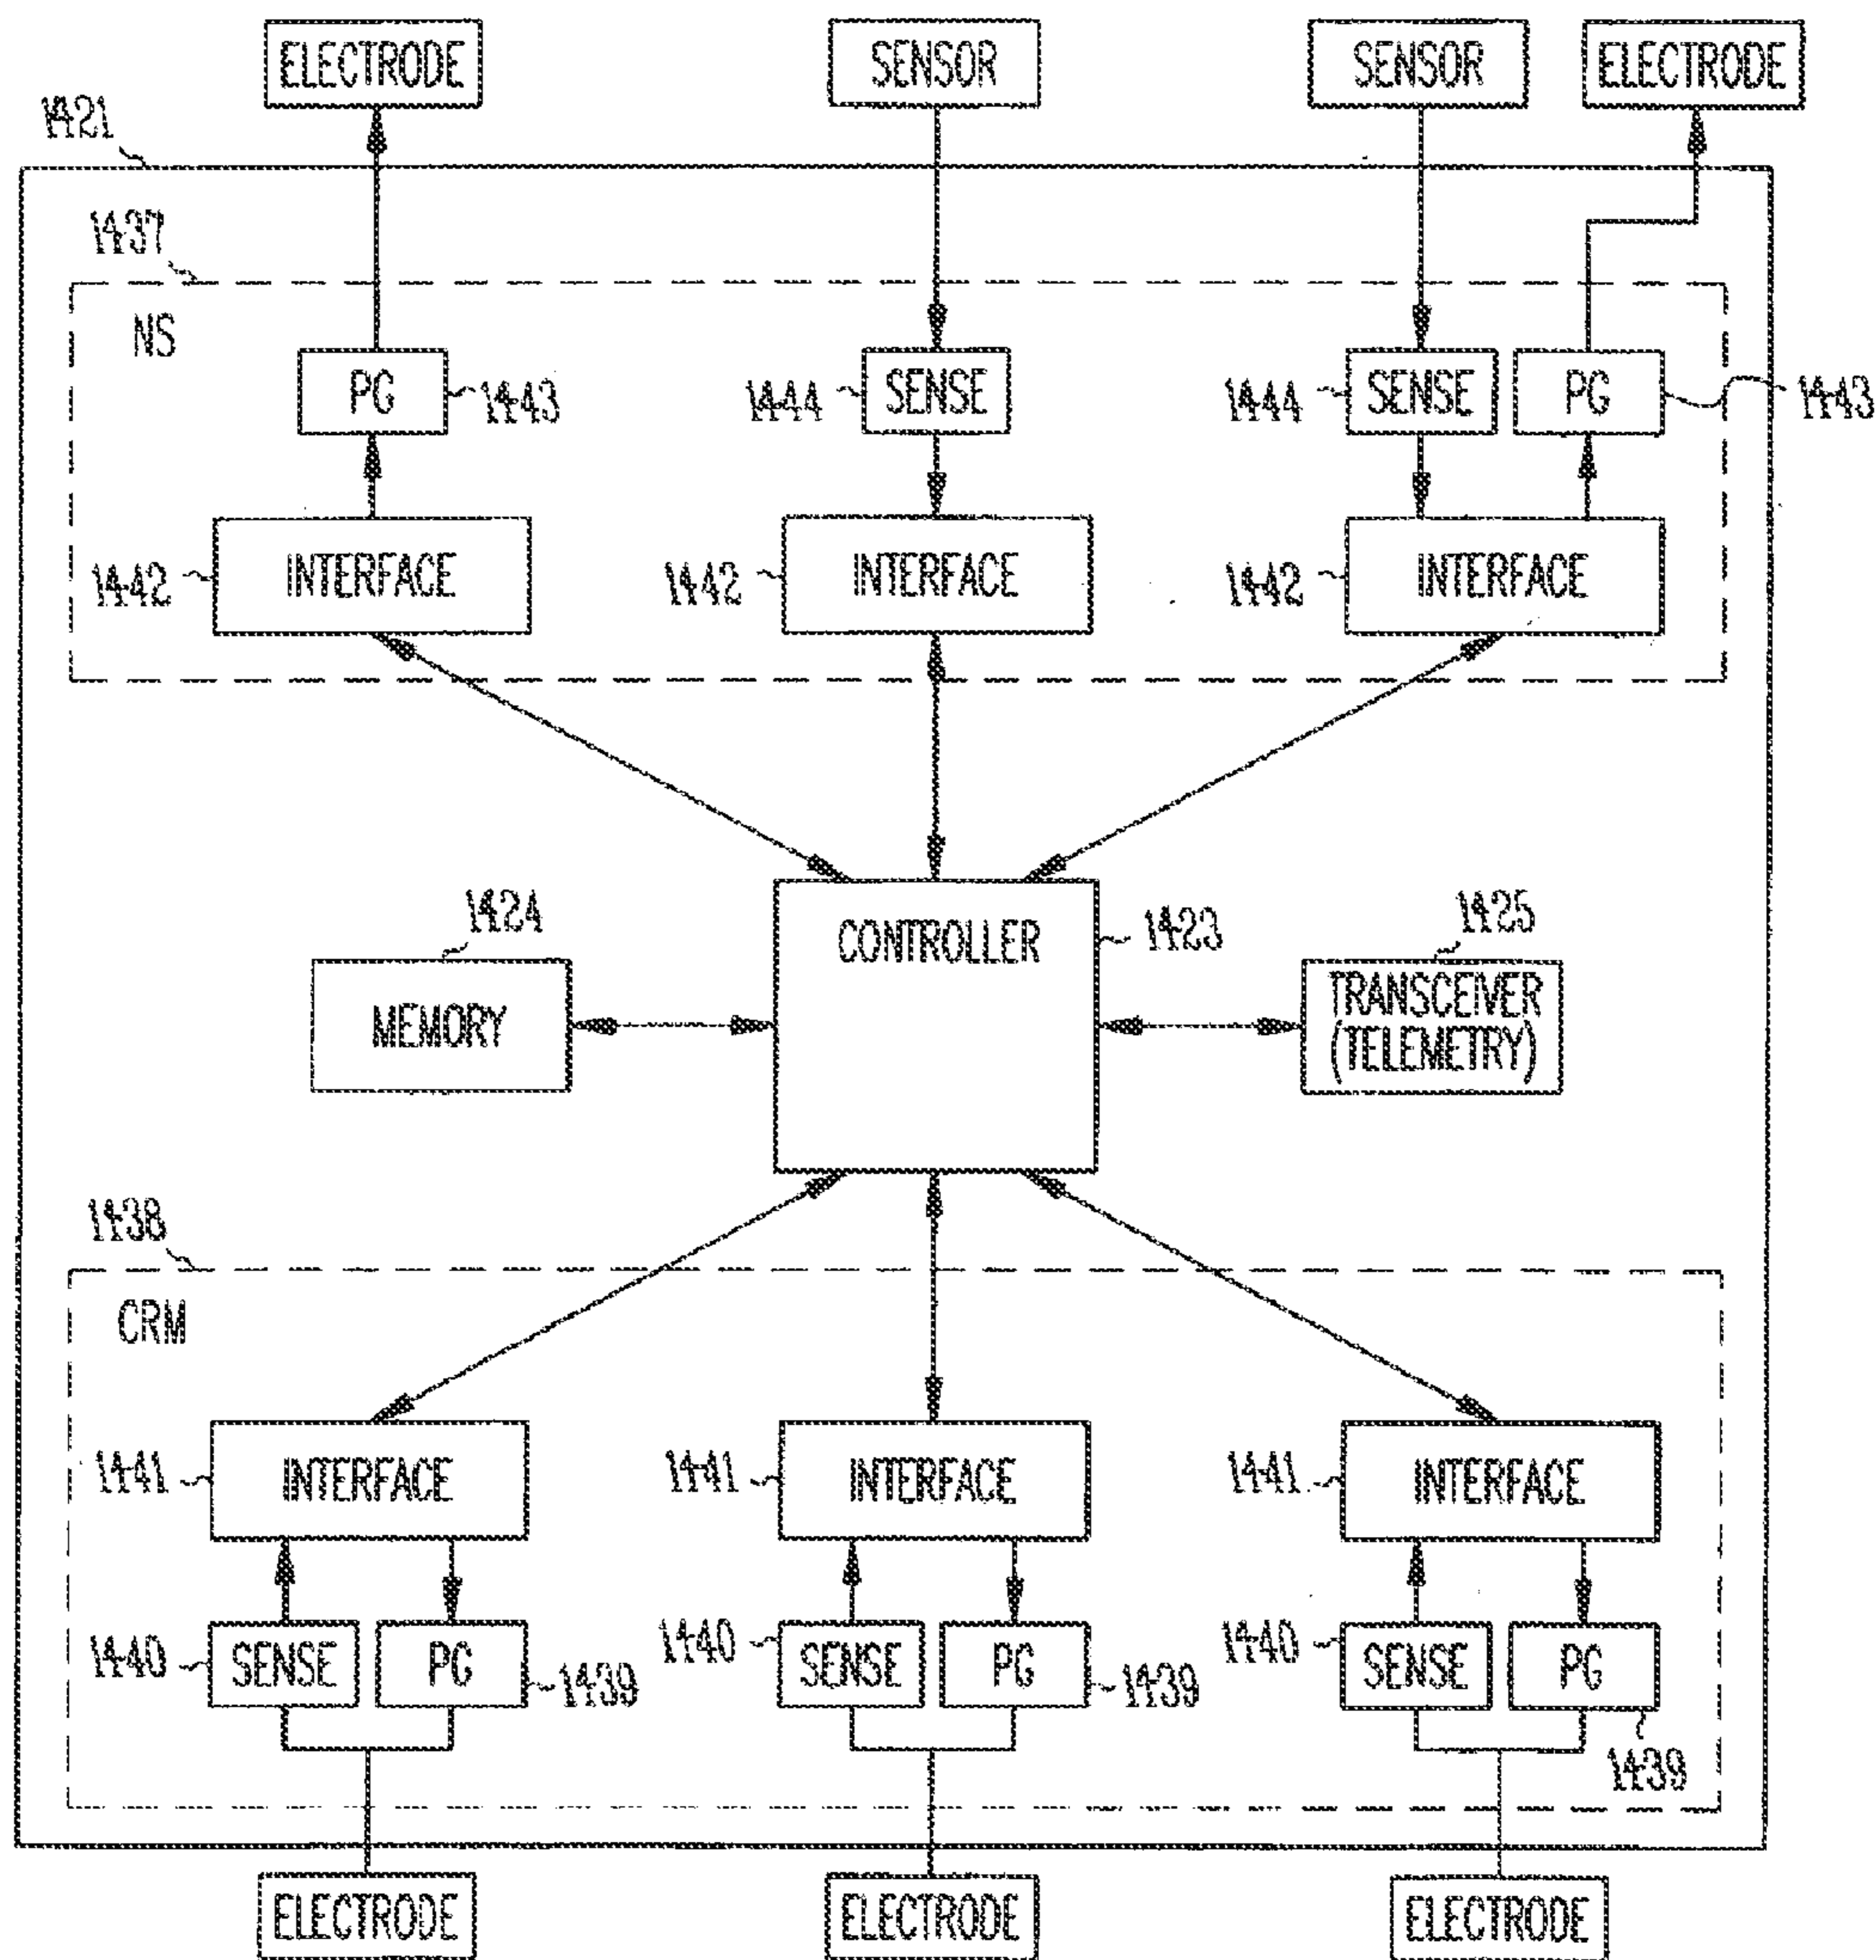 ELECTRODE
SENSOR
SENSOR
ELECTRODE
1421
1437
NS
PG
1443
1444
SENSE
1444
SENSE
PG
1443
1442
INTERFACE
1442
INTERFACE
1442
INTERFACE
1424
MEMORY
CONTROLLER
1423
1425
TRANSCEIVER
(TELEMETRY)
1438
CRM
1441
INTERFACE
1441
INTERFACE
1441
INTERFACE
1440
SENSE
PG
1439
1440
SENSE
PG
1439
1440
SENSE
PG
1439
ELECTRODE
ELECTRODE
ELECTRODE